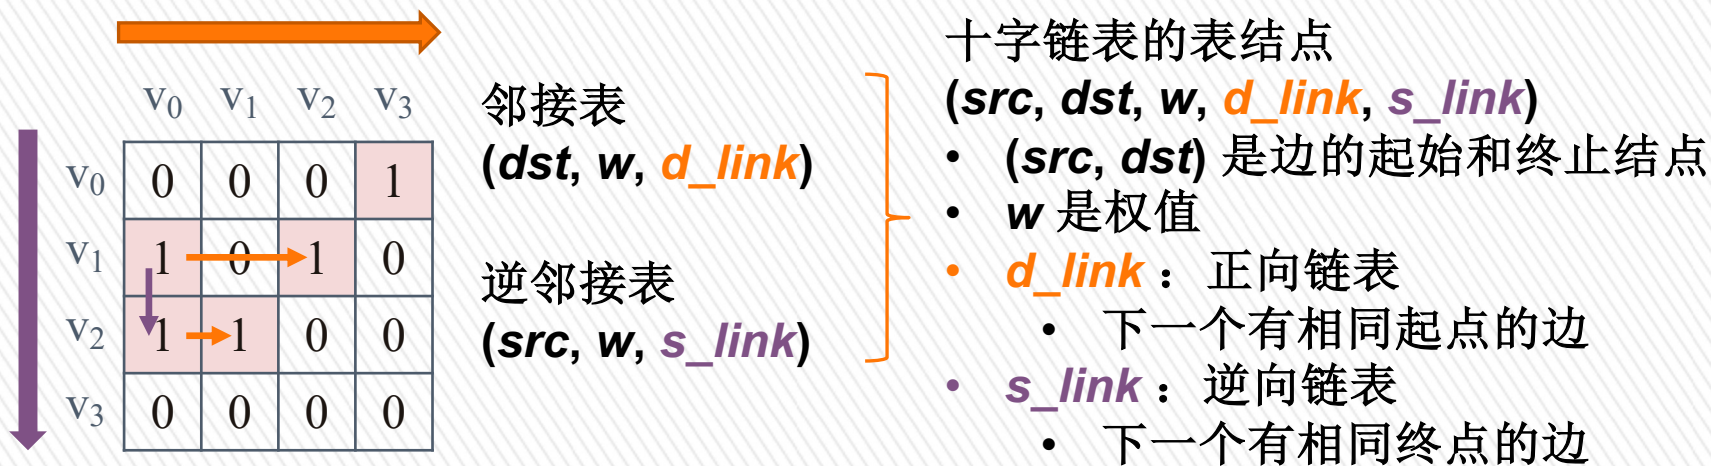 v0 v1 v2 v3
v0 0 0 0 1
v1 1 0 1 0
v2 1 1 0 0
v3 0 0 0 0
邻接表
(dst, w, d_link)
逆邻接表
(src, w, s_link)
十字链表的表结点
(src, dst, w, d_link, s_link)
• (src, dst) 是边的起始和终止结点
• w 是权值
• d_link : 正向链表
• 下一个有相同起点的边
• s_link : 逆向链表
• 下一个有相同终点的边